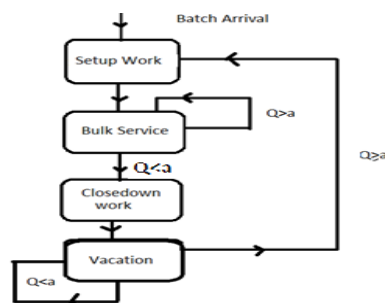 Batch Arrival
Setup Work
Q>a
Bulk Service
Q≥a
Q<a
Closedown
work
Q<a
Vacation